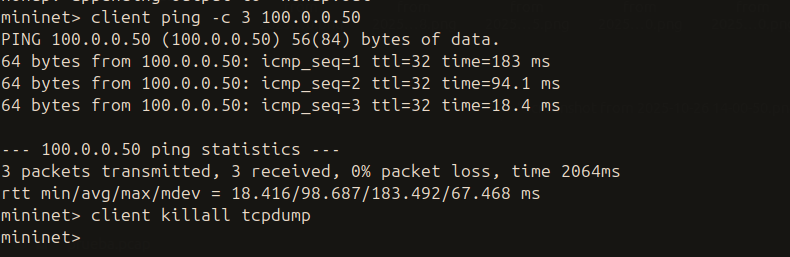 mininet> client ping -c 3 100.0.0.50
PING 100.0.0.50 (100.0.0.50) 56(84) bytes of data.
64 bytes from 100.0.0.50: icmp_seq=1 ttl=32 time=183 ms
64 bytes from 100.0.0.50: icmp_seq=2 ttl=32 time=94.1 ms
64 bytes from 100.0.0.50: icmp_seq=3 ttl=32 time=18.4 ms

--- 100.0.0.50 ping statistics ---
3 packets transmitted, 3 received, 0% packet loss, time 2064ms
rtt min/avg/max/mdev = 18.416/98.687/183.492/67.468 ms
mininet> client killall tcpdump
mininet>